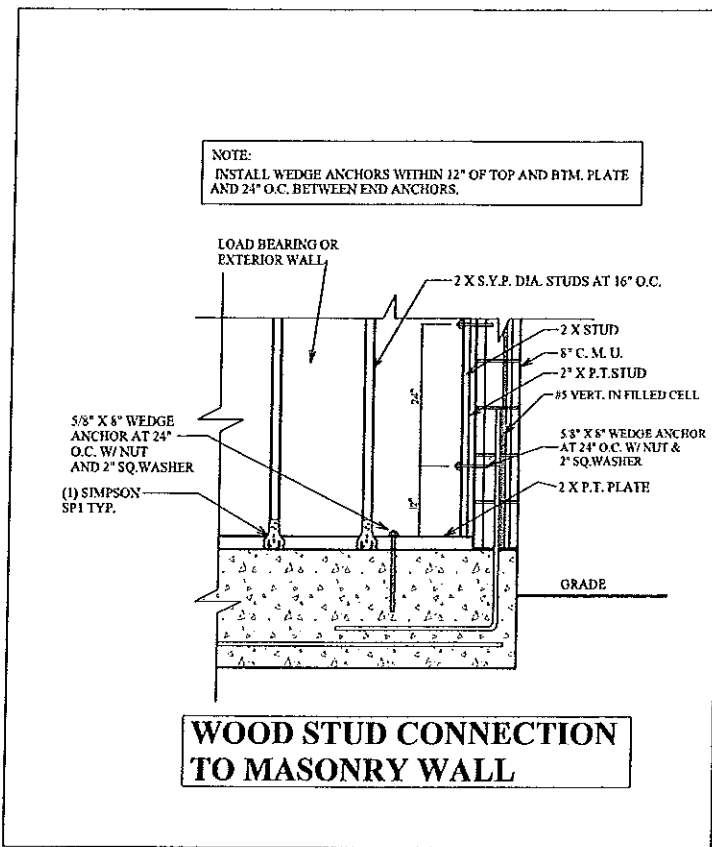 NOTE:
INSTALL WEDGE ANCHORS WITHIN 12" OF TOP AND BTM. PLATE
AND 24" O.C. BETWEEN END ANCHORS.
LOAD BEARING OR
EXTERIOR WALL
2 X S.Y.P. DIA. STUDS AT 16" O.C.
2 X STUD
8" C. M. U.
2" X P.T. STUD
#5 VERT. IN FILLED CELL
24"
5/8" X 8" WEDGE
ANCHOR AT 24"
O.C. W/ NUT
AND 2" SQ.WASHER
5/8" X 8" WEDGE ANCHOR
AT 24" O.C. W/ NUT &
2" SQ.WASHER
(1) SIMPSON
SP1 TYP.
12"
2 X P.T. PLATE
GRADE
WOOD STUD CONNECTION
TO MASONRY WALL